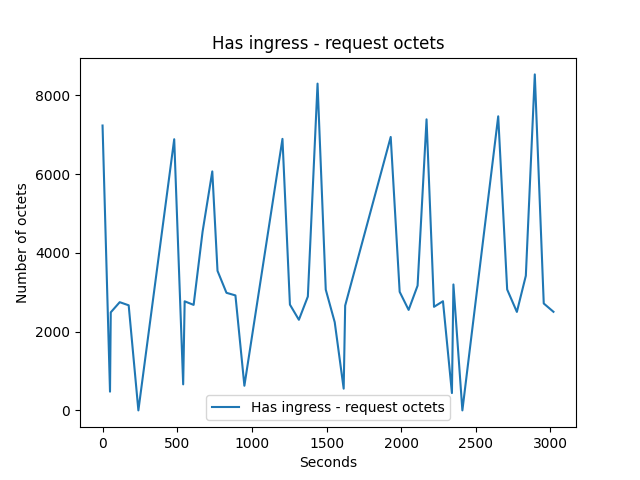 Has ingress - request octets
Number of octets
8000
6000
4000
2000
0
Has ingress - request octets
0 500 1000 1500 2000 2500 3000
Seconds